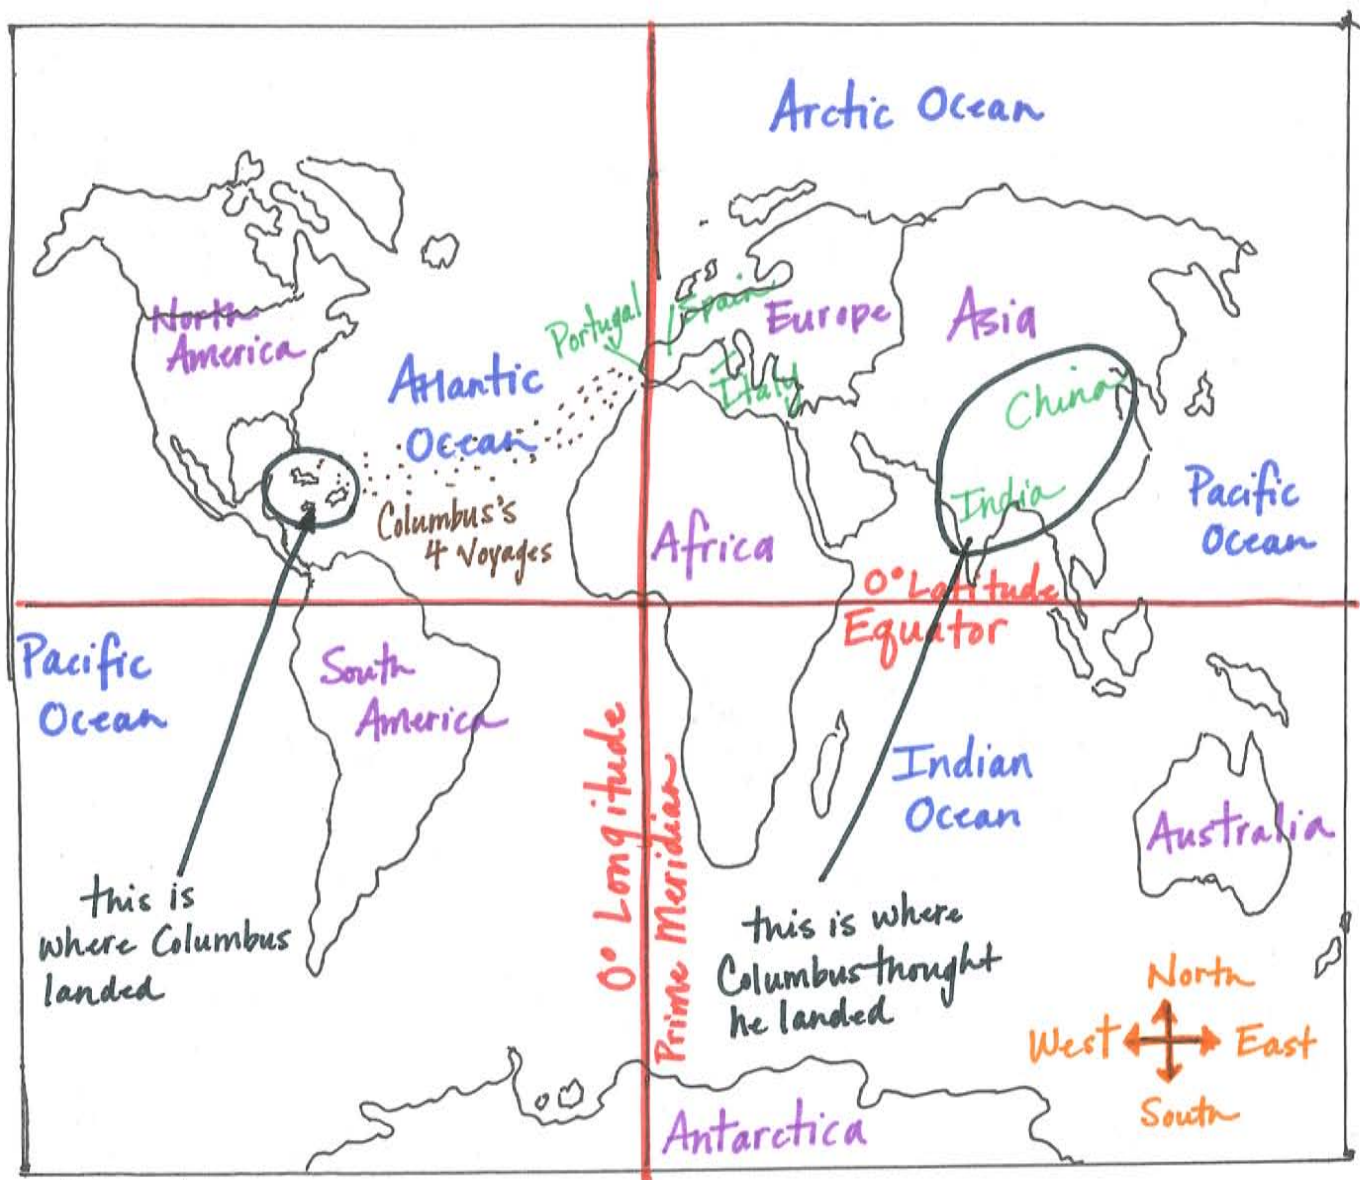 Arctic Ocean
North
America
Portugal
Spain
Europe
Asia
Atlantic
Ocean
Italy
China
India
Pacific
Ocean
Columbus's
4 Voyages
Africa
0° Latitude
Equator
Pacific
Ocean
South
America
0° Longitude
Prime Meridian
Indian
Ocean
Australia
this is
where Columbus
landed
this is where
Columbus thought
he landed
North
West
East
South
Antarctica